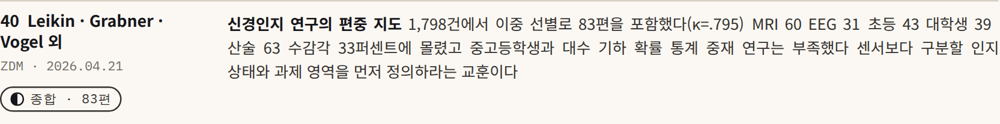 40 Leikin · Grabner ·
Vogel 외
ZDM · 2026.04.21
종합 · 83편
신경인지 연구의 편중 지도 1,798건에서 이중 선별로 83편을 포함했다(κ=.795) MRI 60 EEG 31 초등 43 대학생 39
산술 63 수감각 33퍼센트에 몰렸고 중고등학생과 대수 기하 확률 통계 중재 연구는 부족했다 센서보다 구분할 인지
상태와 과제 영역을 먼저 정의하라는 교훈이다